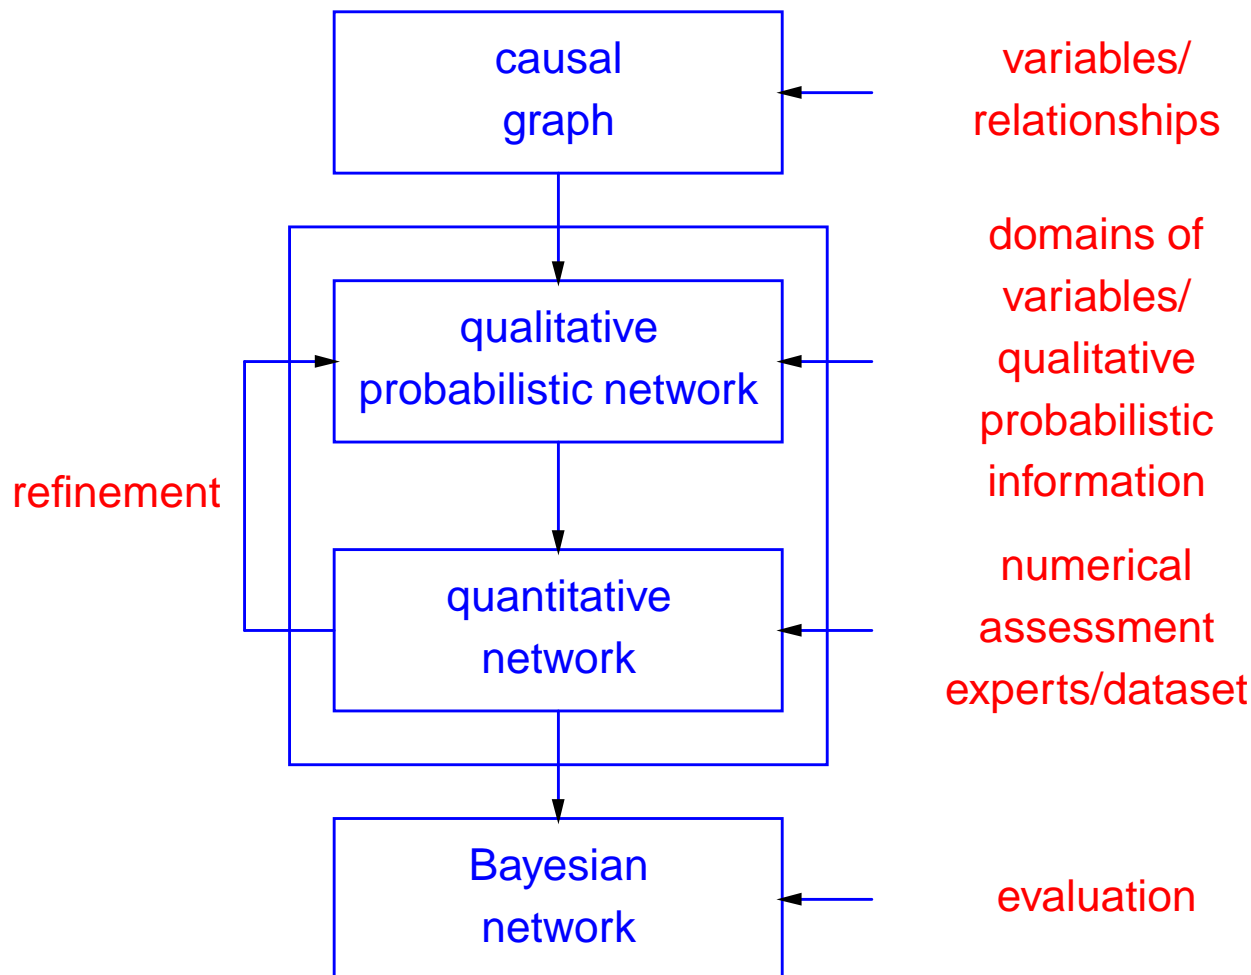 causal
graph
variables/
relationships
qualitative
probabilistic network
domains of
variables/
qualitative
probabilistic
information
refinement
quantitative
network
numerical
assessment
experts/dataset
Bayesian
network
evaluation